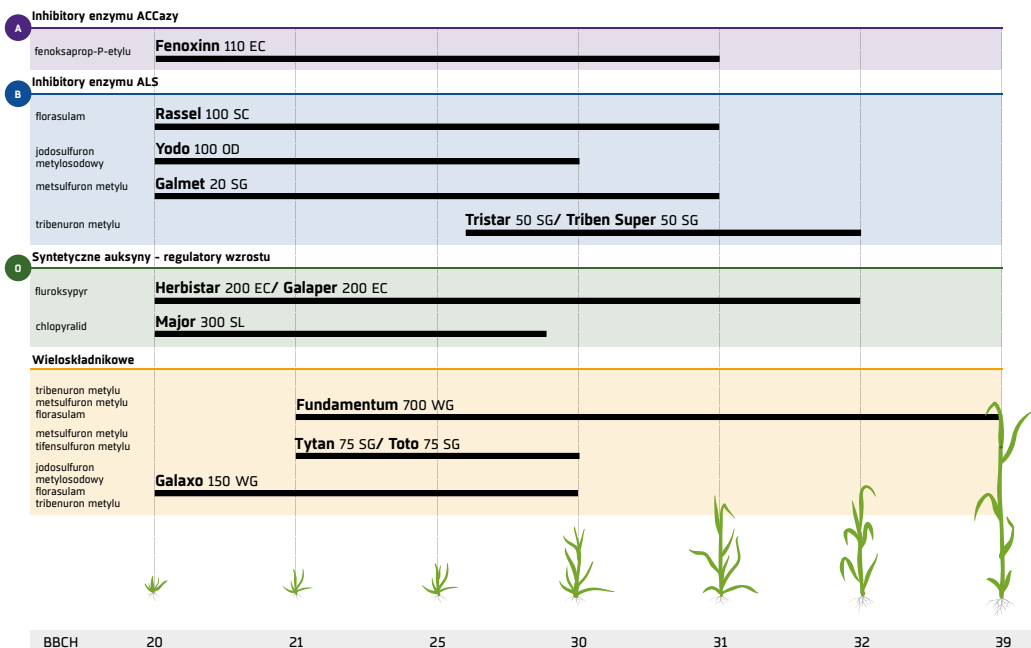 Inhibitory enzymu ACCazy
A
fenoksaprop-P-etylu
Fenoxinn 110 EC
Inhibitory enzymu ALS
B
florasulam
Rassel 100 SC
jodosulfuron
metylosodowy
Yodo 100 OD
metsulfuron metylu
Galmet 20 SG
tribenuron metylu
Tristar 50 SG/ Triben Super 50 SG
Syntetyczne auksyny - regulatory wzrostu
O
fluroksypyr
Herbistar 200 EC/ Galaper 200 EC
chlopyralid
Major 300 SL
Wieloskładnikowe
tribenuron metylu
metsulfuron metylu
florasulam
Fundamentum 700 WG
metsulfuron metylu
tifensulfuron metylu
Tytan 75 SG/ Toto 75 SG
jodosulfuron
metylosodowy
florasulam
tribenuron metylu
Galaxo 150 WG
BBCH 20 21 25 30 31 32 39